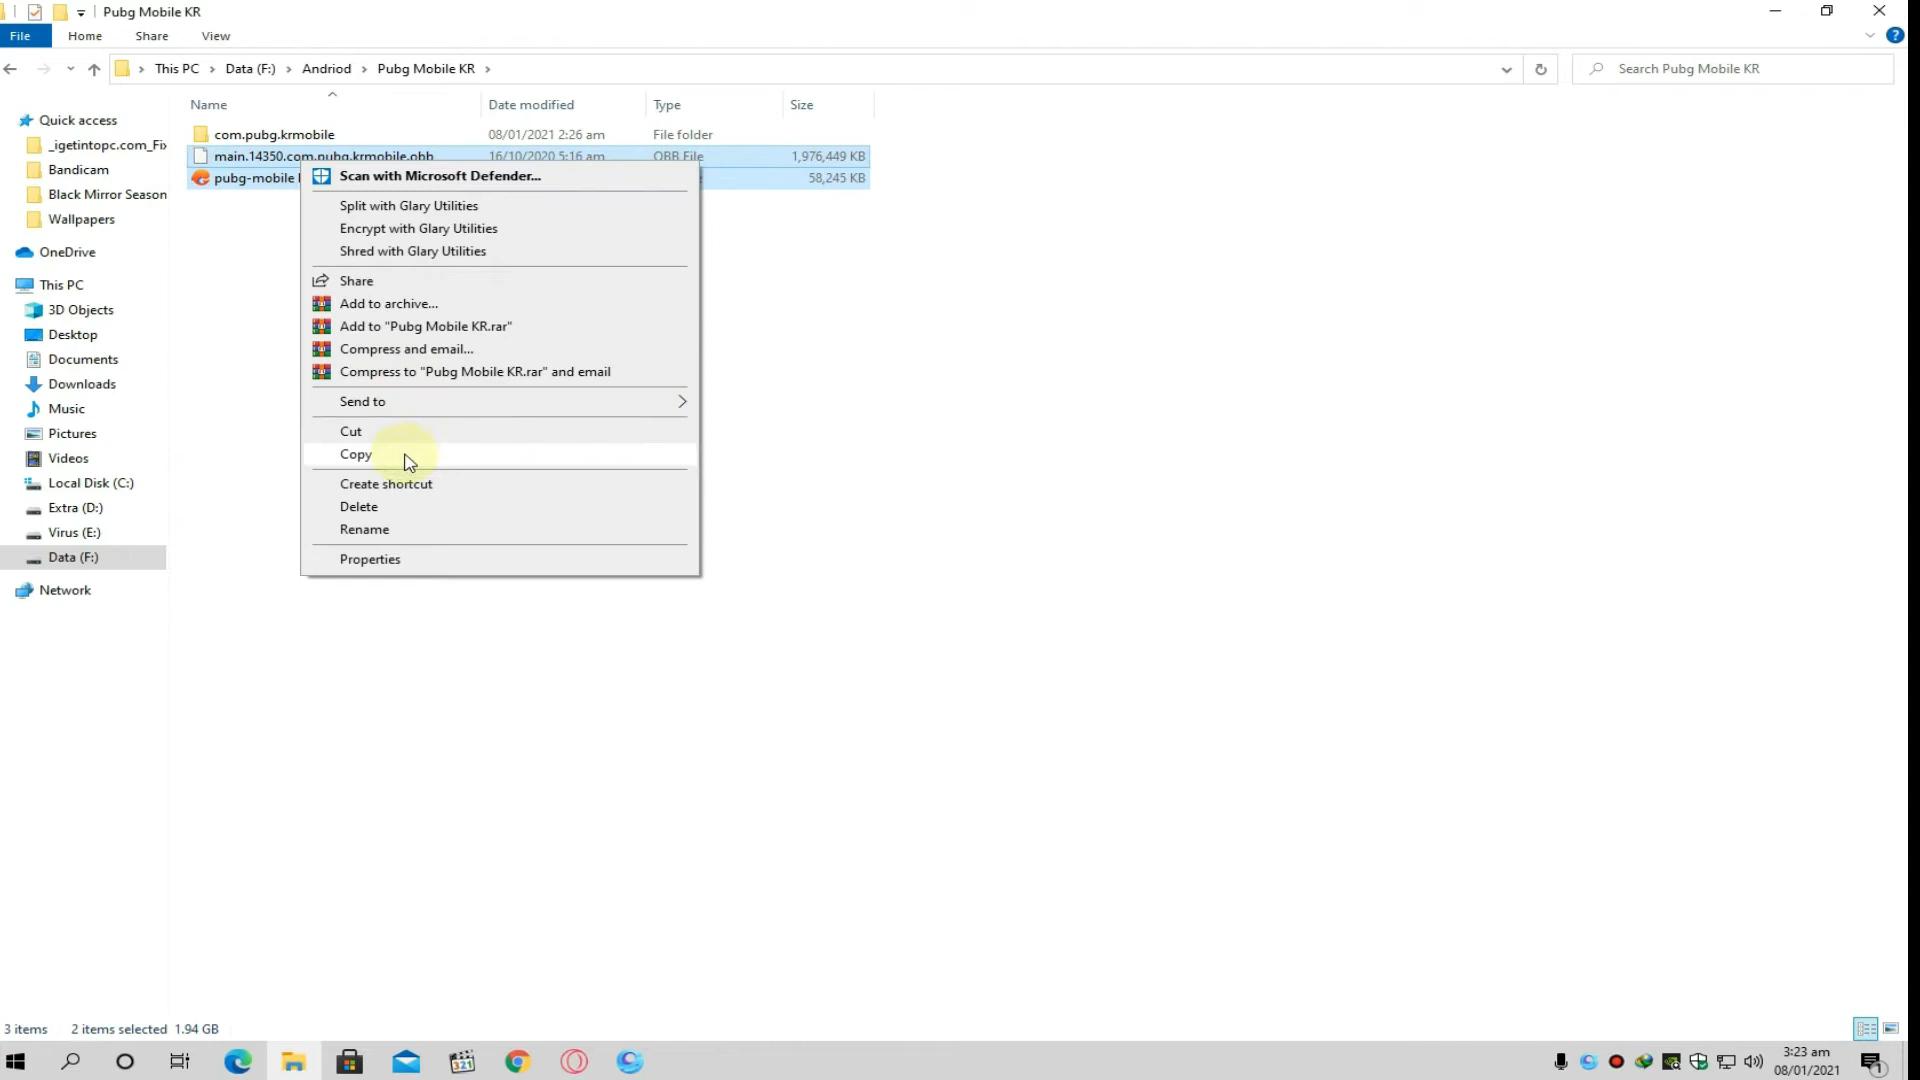 Pubg Mobile KR
File Home Share View
This PC Data (F:) Andriod Pubg Mobile KR
Search Pubg Mobile KR
Name Date modified Type Size
com.pubg.krmobile 08/01/2021 2:26 am File folder
main.14350.com.pubg.krmobile.obb 16/10/2020 5:16 am OBB File 1,976,449 KB
pubg-mobile 58,245 KB
Quick access
_igetintopc.com_Fix
Bandicam
Black Mirror Season
Wallpapers
OneDrive
This PC
3D Objects
Desktop
Documents
Downloads
Music
Pictures
Videos
Local Disk (C:)
Extra (D:)
Virus (E:)
Data (F:)
Network
Scan with Microsoft Defender...
Split with Glary Utilities
Encrypt with Glary Utilities
Shred with Glary Utilities
Share
Add to archive...
Add to "Pubg Mobile KR.rar"
Compress and email...
Compress to "Pubg Mobile KR.rar" and email
Send to
Cut
Copy
Create shortcut
Delete
Rename
Properties
3 items 2 items selected 1.94 GB
321
3:23 am
08/01/2021
1